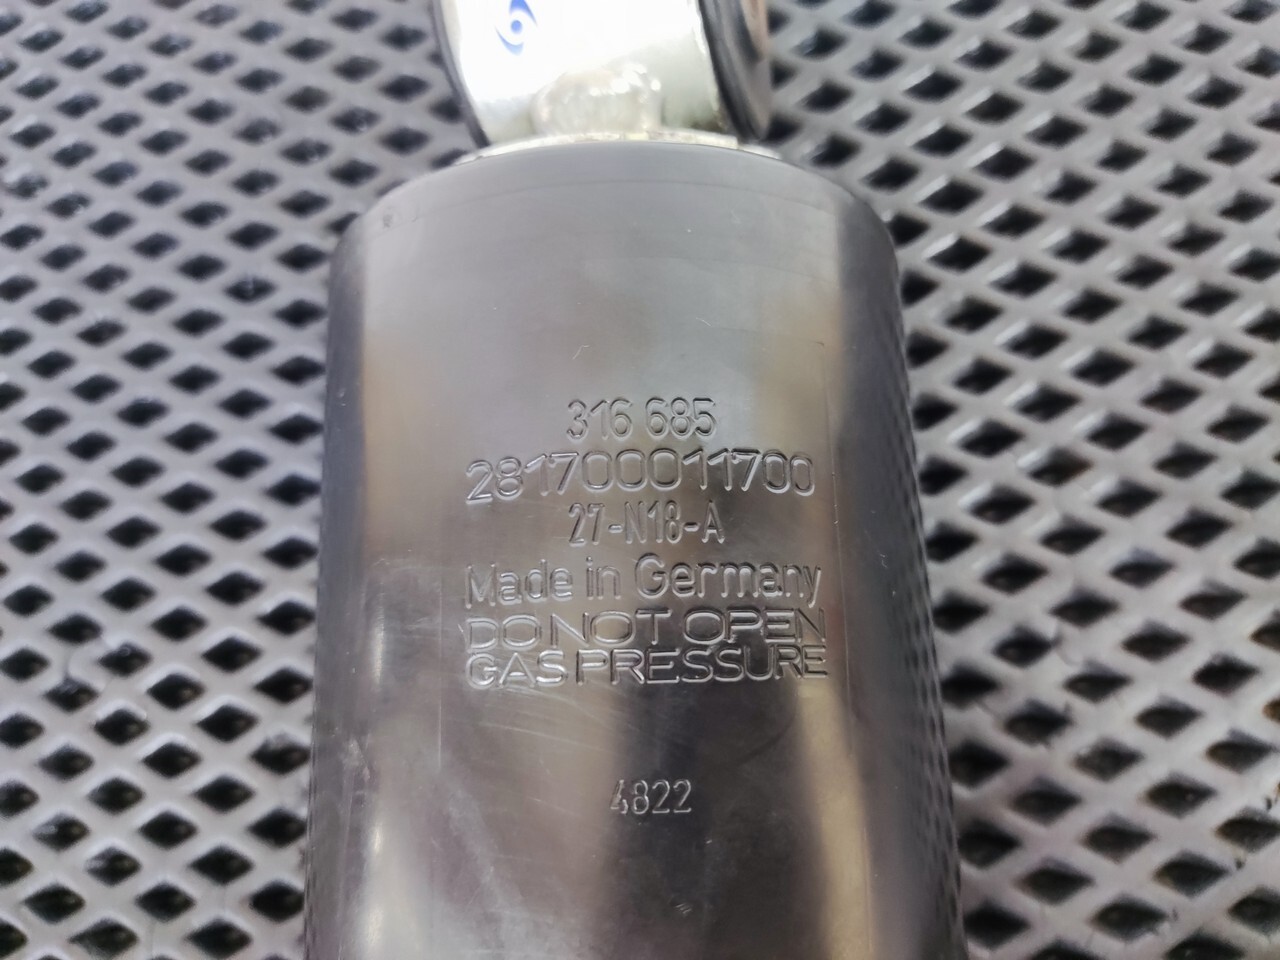 316 685
281700011700
27-N18-A
Made in Germany
DO NOT OPEN
GAS PRESSURE
4822